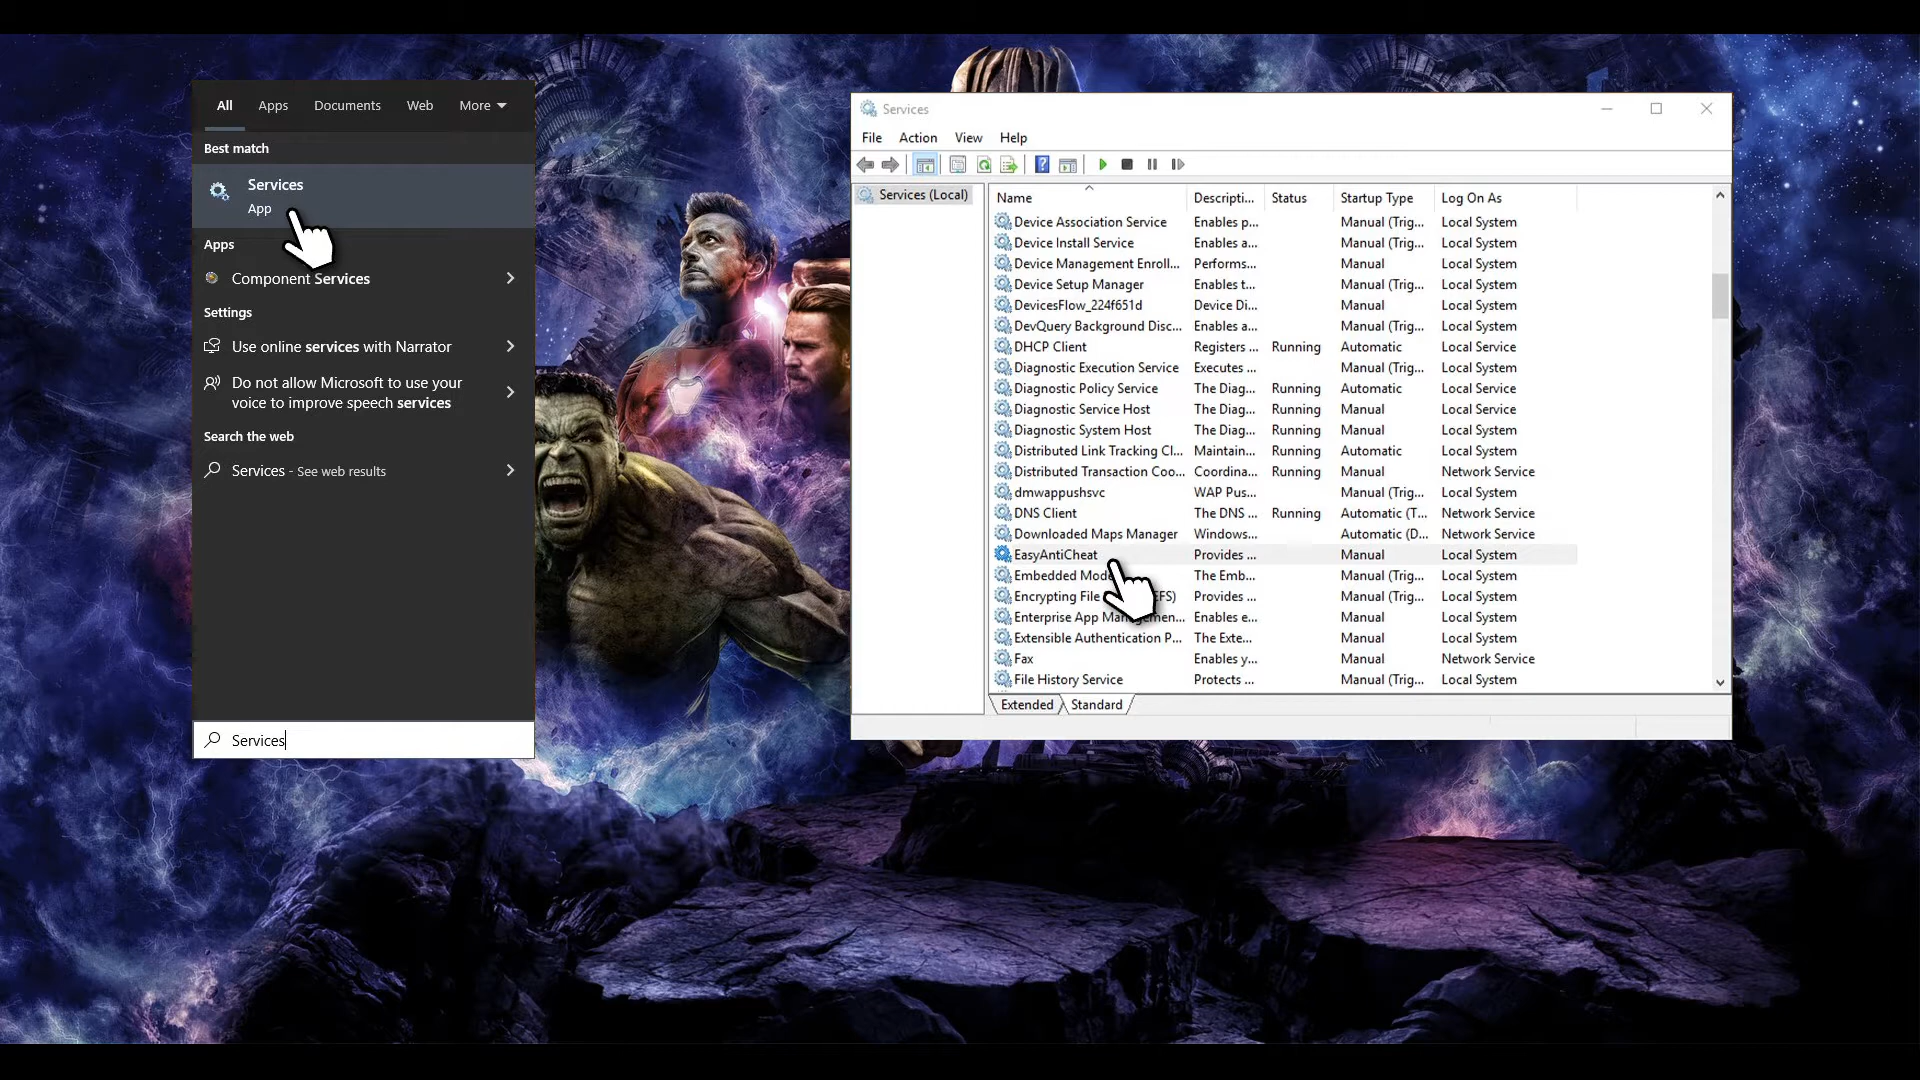 All Apps Documents Web More
Best match
Services
App
Apps
Component Services
Settings
Use online services with Narrator
Do not allow Microsoft to use your
voice to improve speech services
Search the web
Services - See web results
Services
Services
File Action View Help
Services (Local)
Name Descripti... Status Startup Type Log On As
Device Association Service Enables p... Manual (Trig... Local System
Device Install Service Enables a... Manual (Trig... Local System
Device Management Enroll... Performs... Manual Local System
Device Setup Manager Enables t... Manual (Trig... Local System
DevicesFlow_224f651d Device Di... Manual Local System
DevQuery Background Disc... Enables a... Manual (Trig... Local System
DHCP Client Registers ... Running Automatic Local Service
Diagnostic Execution Service Executes ... Manual (Trig... Local System
Diagnostic Policy Service The Diag... Running Automatic Local Service
Diagnostic Service Host The Diag... Running Manual Local Service
Diagnostic System Host The Diag... Running Manual Local System
Distributed Link Tracking Cl... Maintain... Running Automatic Local System
Distributed Transaction Coo... Coordina... Running Manual Network Service
dmwappushsvc WAP Pus... Manual (Trig... Local System
DNS Client The DNS ... Running Automatic (T... Network Service
Downloaded Maps Manager Windows... Automatic (D... Network Service
EasyAntiCheat Provides ... Manual Local System
Embedded Mode The Emb... Manual (Trig... Local System
Encrypting File EFS) Provides ... Manual (Trig... Local System
Enterprise App Managemen... Enables e... Manual Local System
Extensible Authentication P... The Exte... Manual Local System
Fax Enables y... Manual Network Service
File History Service Protects ... Manual (Trig... Local System
Extended Standard